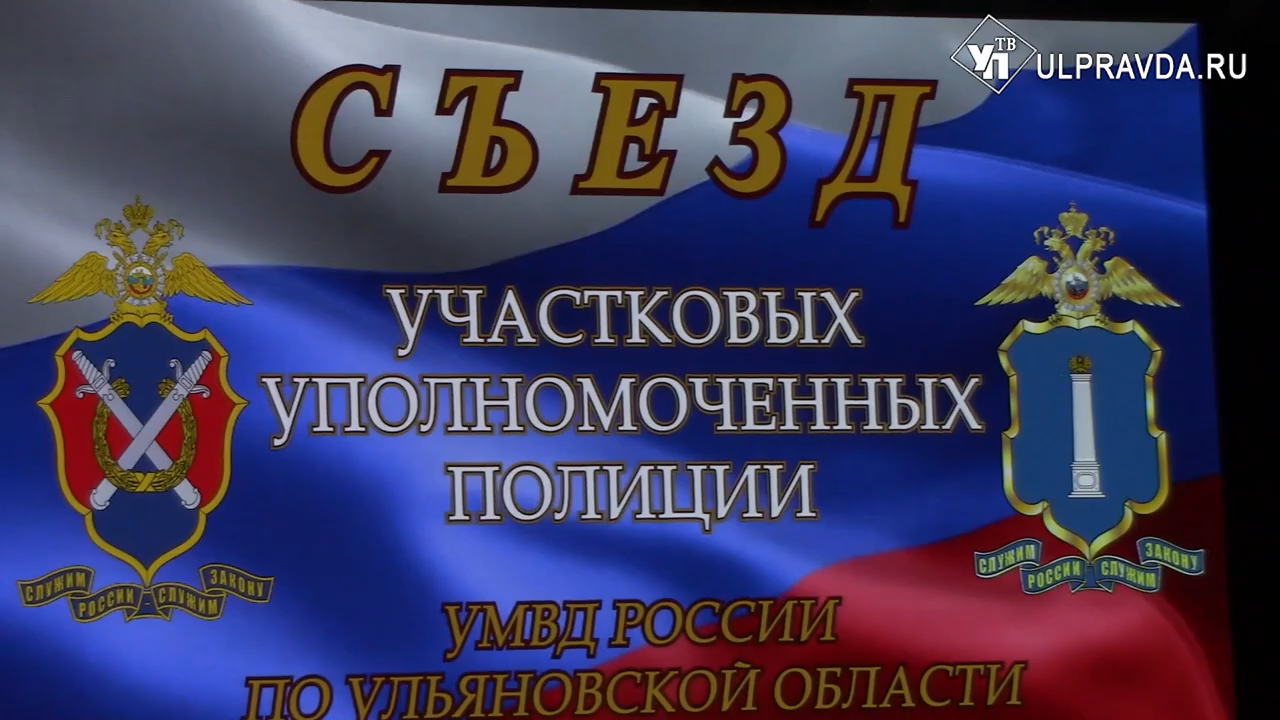 УП ТВ ULPRAVDA.RU
СЪЕЗД
УЧАСТКОВЫХ
УПОЛНОМОЧЕННЫХ
ПОЛИЦИИ
СЛУЖИМ РОССИИ - СЛУЖИМ ЗАКОНУ
СЛУЖИМ РОССИИ СЛУЖИМ ЗАКОНУ
УМВД РОССИИ
ПО УЛЬЯНОВСКОЙ ОБЛАСТИ